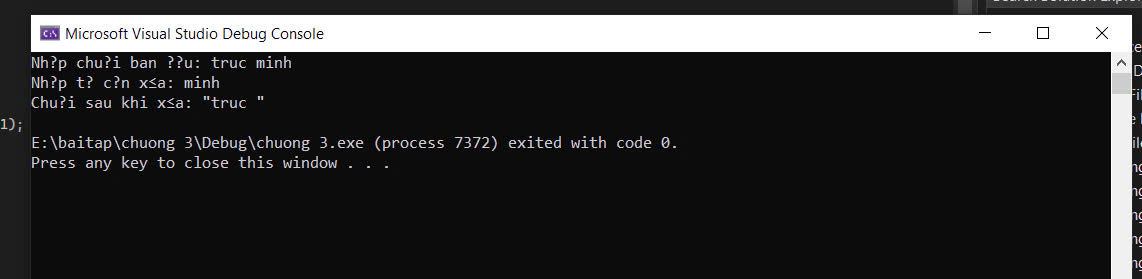 Microsoft Visual Studio Debug Console
Nh?p chu?i ban ??u: truc minh
Nh?p t? c?n x≤a: minh
Chu?i sau khi x≤a: "truc "
1);
E:\baitap\chuong 3\Debug\chuong 3.exe (process 7372) exited with code 0.
Press any key to close this window . . .